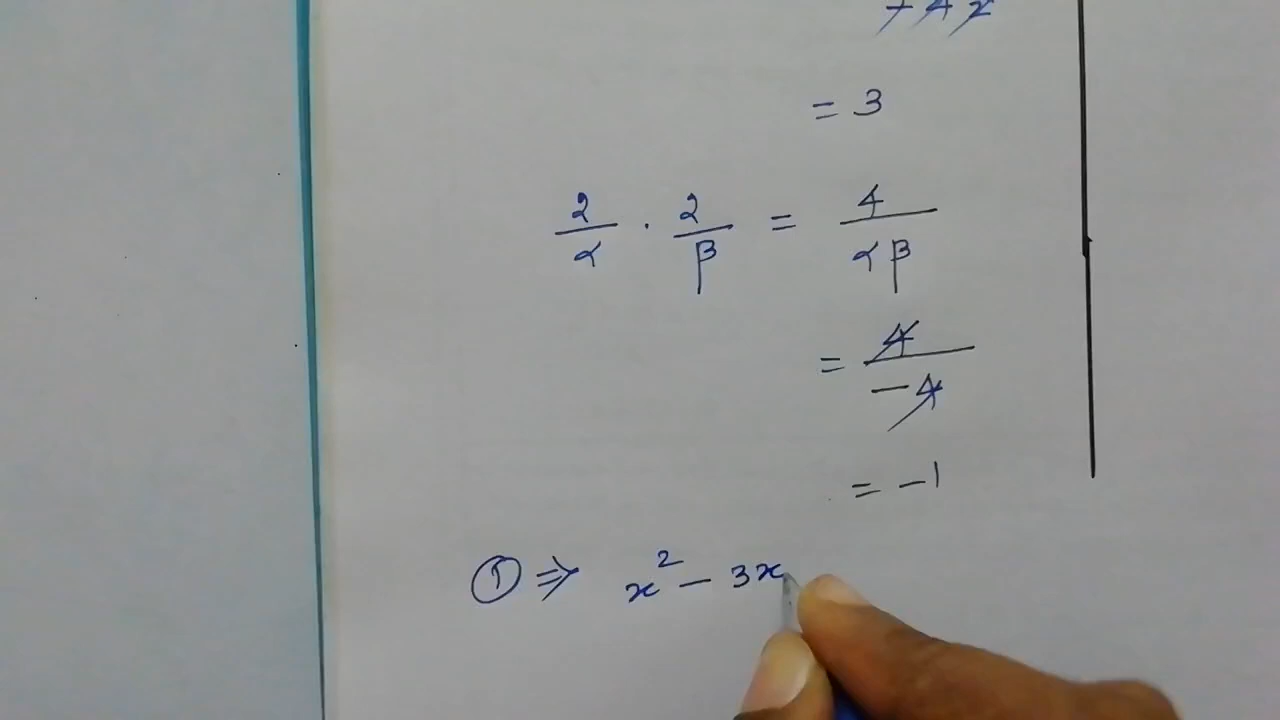 = 3
2/α · 2/β = 4/αβ
= 4/-4
= -1
① ⇒ x² - 3x